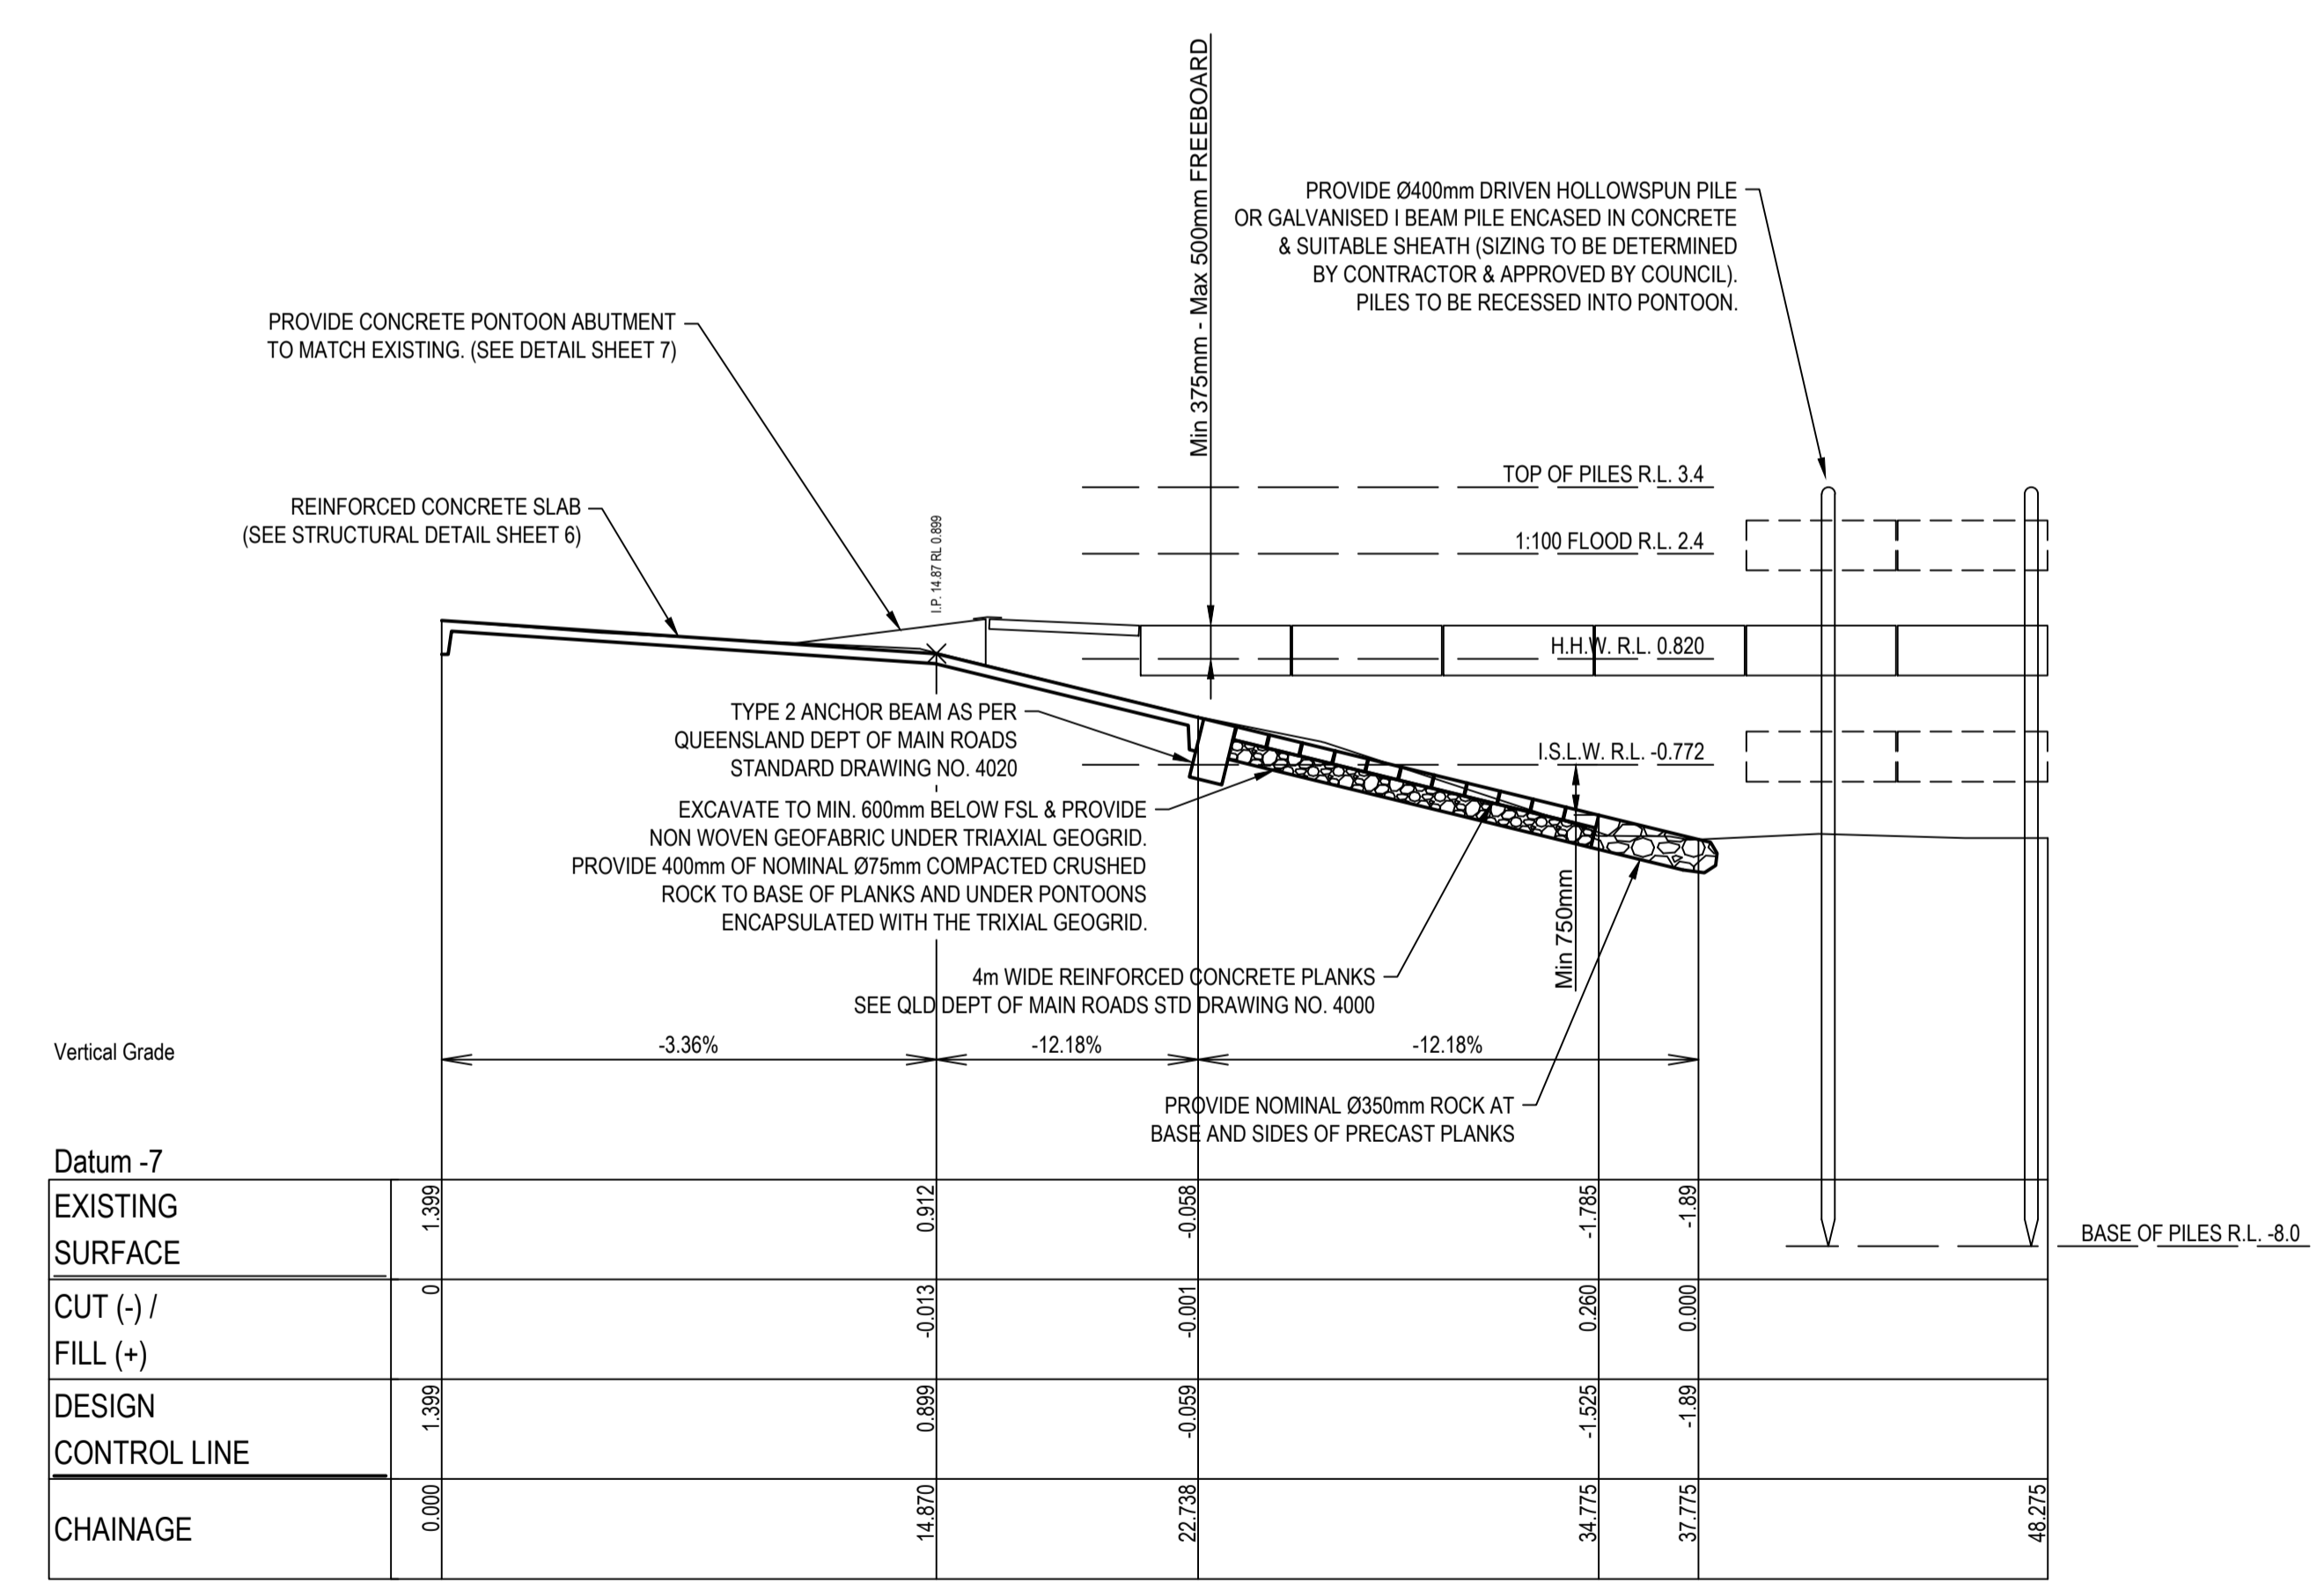 Min 375mm - Max 500mm FREEBOARD
PROVIDE Ø400mm DRIVEN HOLLOWSPUN PILE
OR GALVANISED I BEAM PILE ENCASED IN CONCRETE
& SUITABLE SHEATH (SIZING TO BE DETERMINED
BY CONTRACTOR & APPROVED BY COUNCIL).
PILES TO BE RECESSED INTO PONTOON.
PROVIDE CONCRETE PONTOON ABUTMENT
TO MATCH EXISTING. (SEE DETAIL SHEET 7)
REINFORCED CONCRETE SLAB
(SEE STRUCTURAL DETAIL SHEET 6)
I.P. 14.87 RL 0.899
TOP OF PILES R.L. 3.4
1:100 FLOOD R.L. 2.4
H.H.W. R.L. 0.820
I.S.L.W. R.L. -0.772
TYPE 2 ANCHOR BEAM AS PER
QUEENSLAND DEPT OF MAIN ROADS
STANDARD DRAWING NO. 4020
EXCAVATE TO MIN. 600mm BELOW FSL & PROVIDE
NON WOVEN GEOFABRIC UNDER TRIAXIAL GEOGRID.
PROVIDE 400mm OF NOMINAL Ø75mm COMPACTED CRUSHED
ROCK TO BASE OF PLANKS AND UNDER PONTOONS
ENCAPSULATED WITH THE TRIXIAL GEOGRID.
Min 750mm
4m WIDE REINFORCED CONCRETE PLANKS
SEE QLD DEPT OF MAIN ROADS STD DRAWING NO. 4000
Vertical Grade
-3.36%
-12.18%
-12.18%
PROVIDE NOMINAL Ø350mm ROCK AT
BASE AND SIDES OF PRECAST PLANKS
BASE OF PILES R.L. -8.0
Datum -7
EXISTING
SURFACE
1.399
0.912
-0.058
-1.785
-1.89
CUT (-) /
FILL (+)
0
-0.013
-0.001
0.260
0.000
DESIGN
CONTROL LINE
1.399
0.899
-0.059
-1.525
-1.89
CHAINAGE
0.000
14.870
22.738
34.775
37.775
48.275